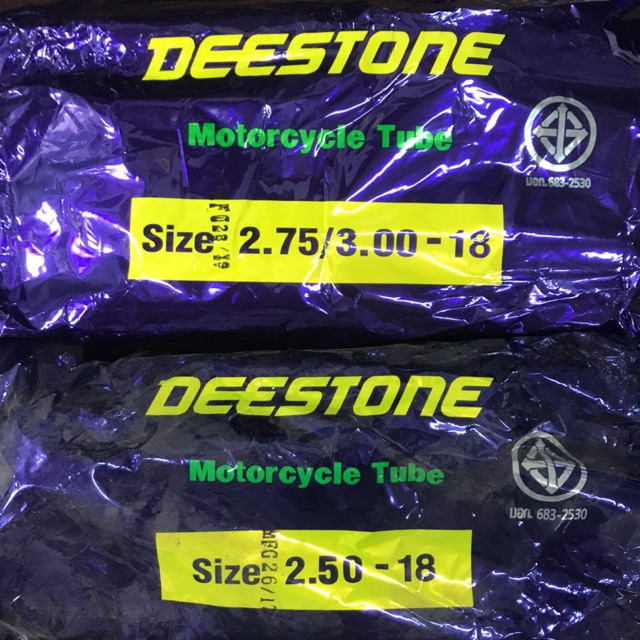 DEESTONE
Motorcycle Tube
มอก. 683-2530
Size 2.75/3.00-18
DEESTONE
Motorcycle Tube
มอก. 683-2530
Size 2.50-18